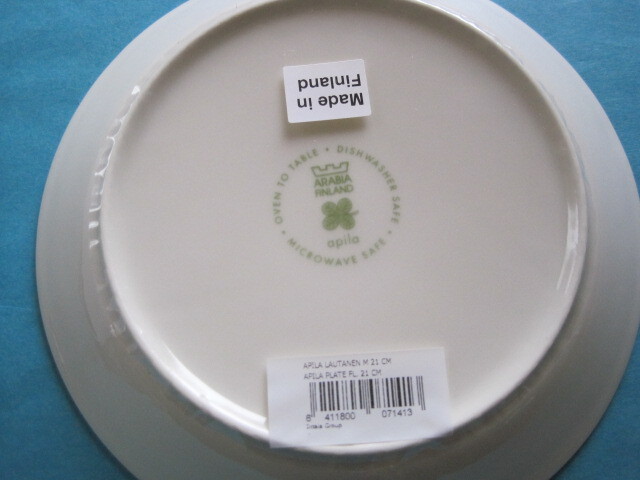 Made in
Finland
OVEN TO TABLE • DISHWASHER SAFE • MICROWAVE SAFE •
ARABIA
FINLAND
apila
APILA LAUTANEN M 21 CM
APILA PLATE FL. 21 CM
6 411800 071413
Group